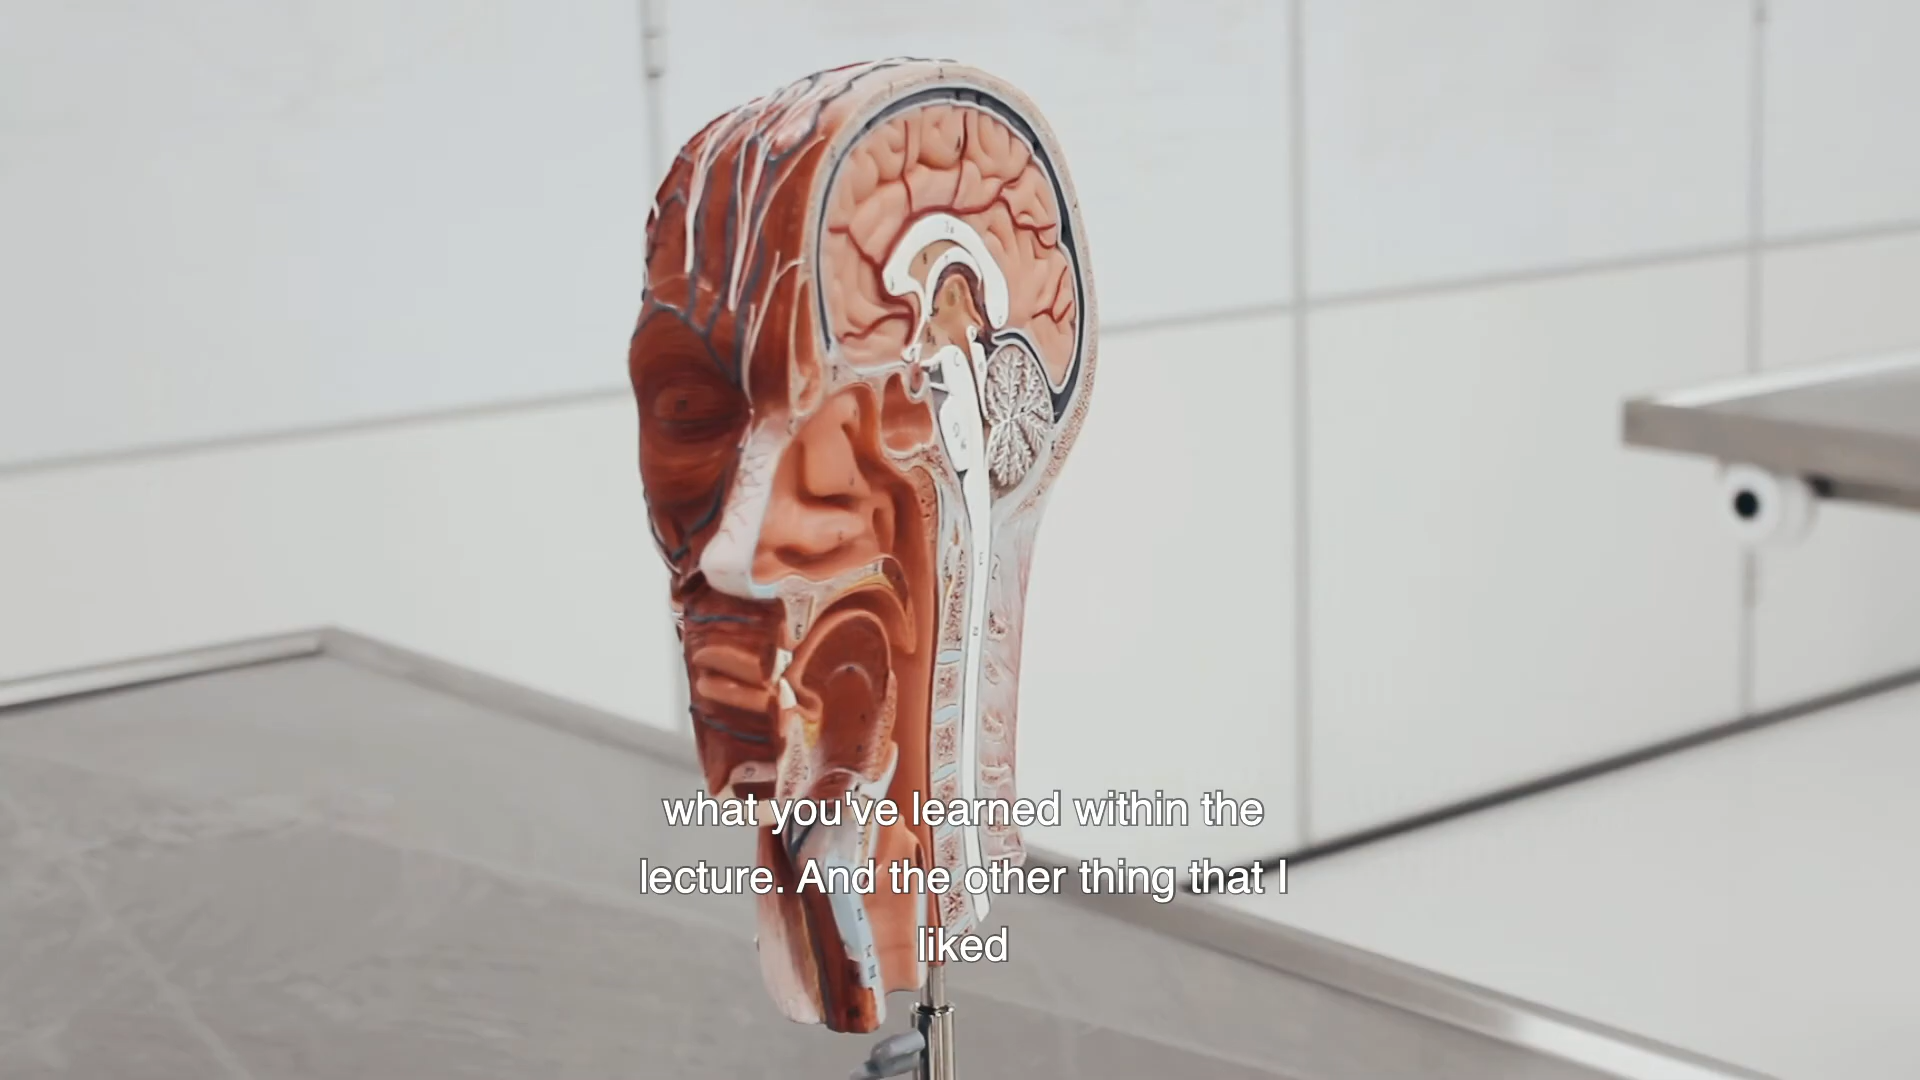 what you've learned within the
lecture. And the other thing that I
liked